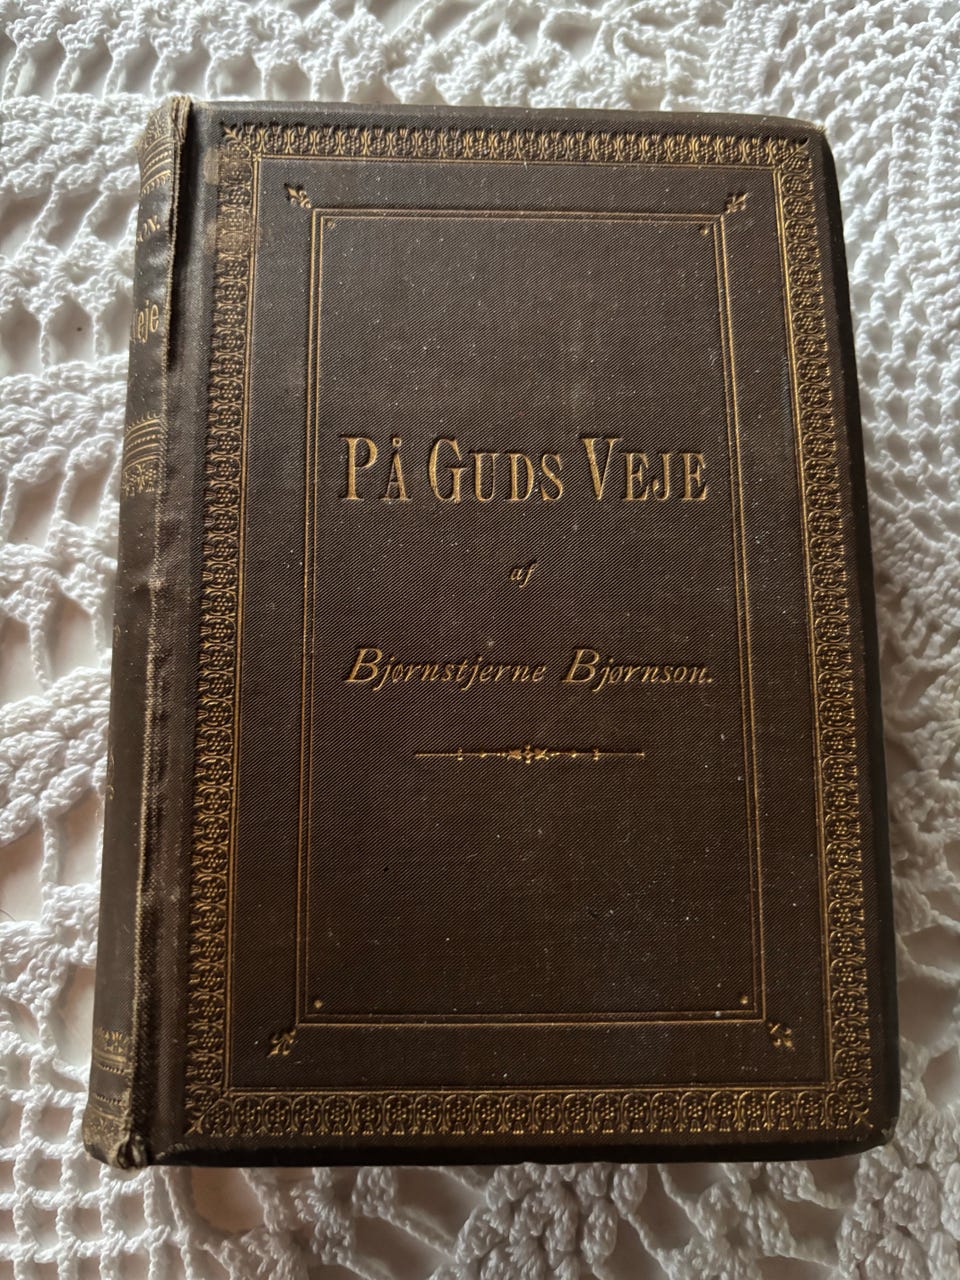 PÅ GUDS VEJE
af
Bjørnstjerne Bjørnson.